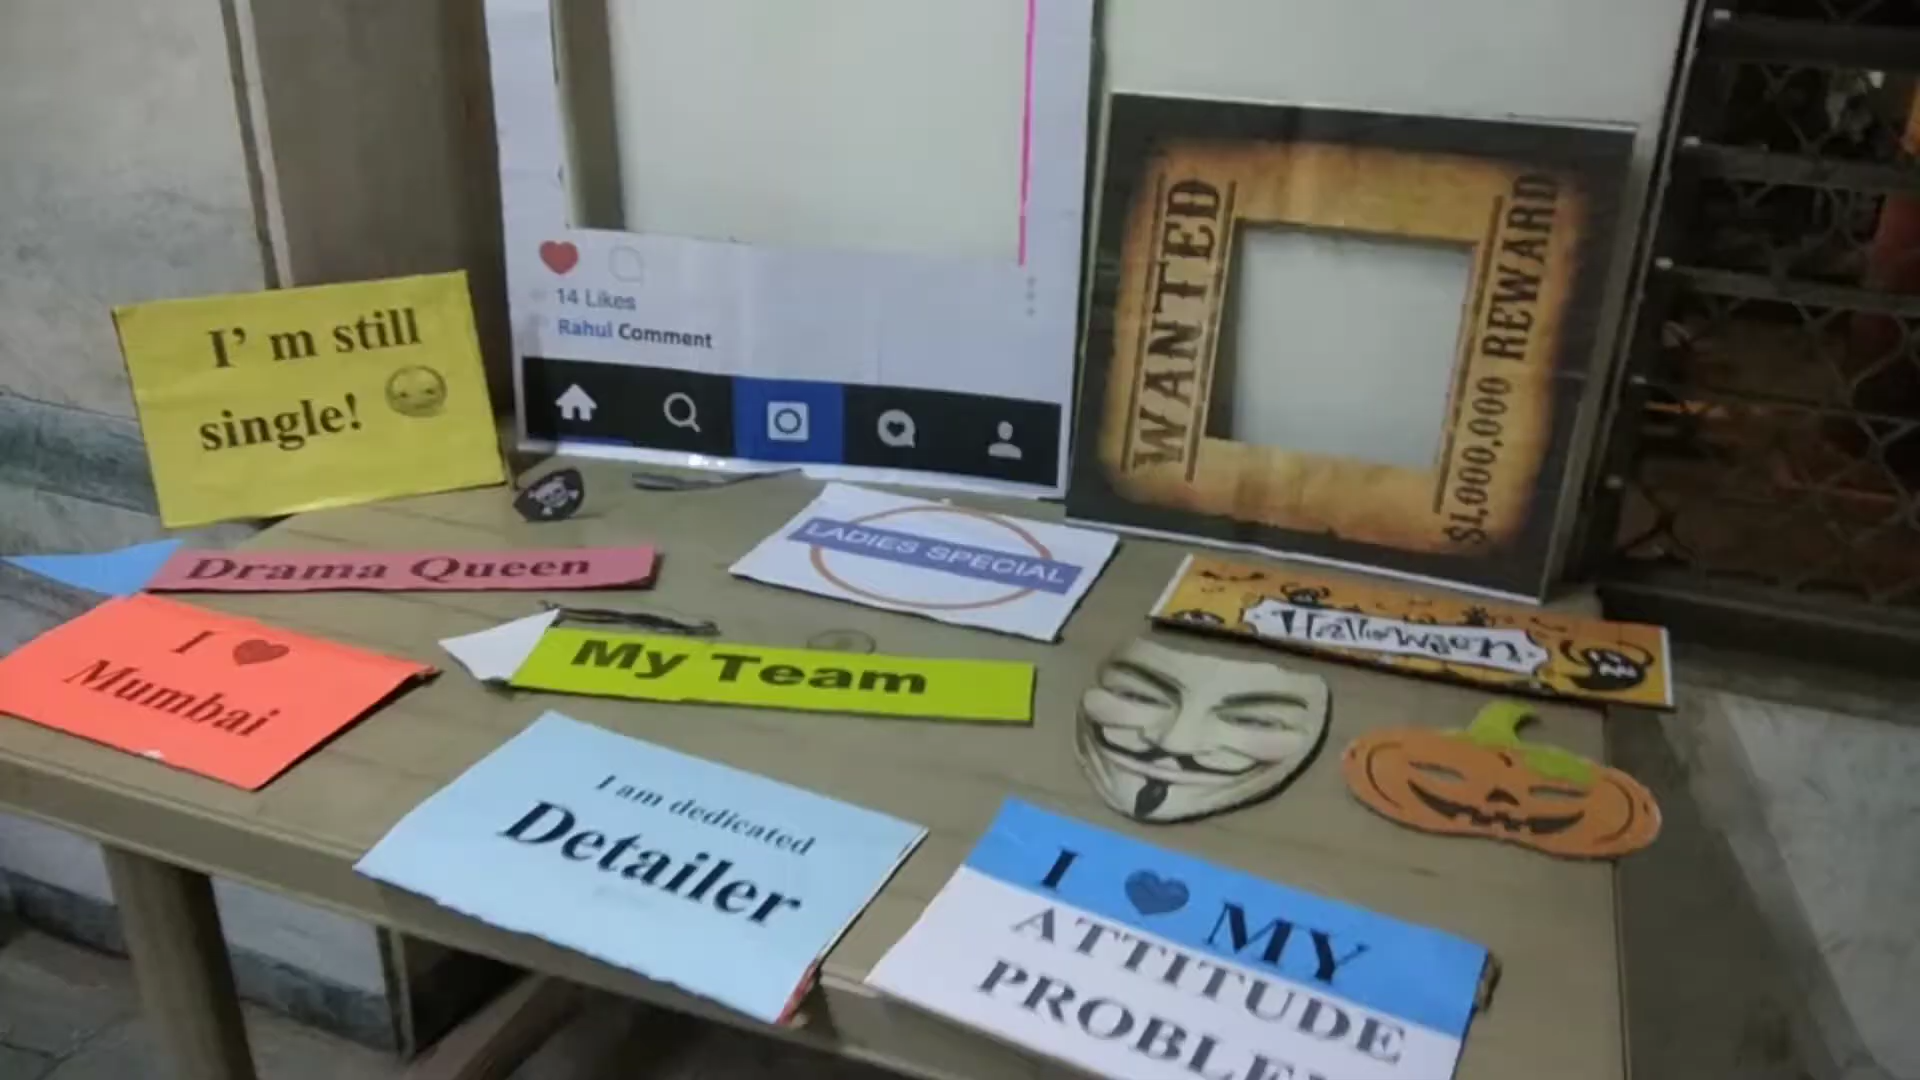 I' m still
single!
14 Likes
Rahul Comment
WANTED
$1,000,000 REWARD
Drama Queen
LADIES SPECIAL
Halloween
I
Mumbai
My Team
I am dedicated
Detailer
I MY
ATTITUDE
PROBLEM